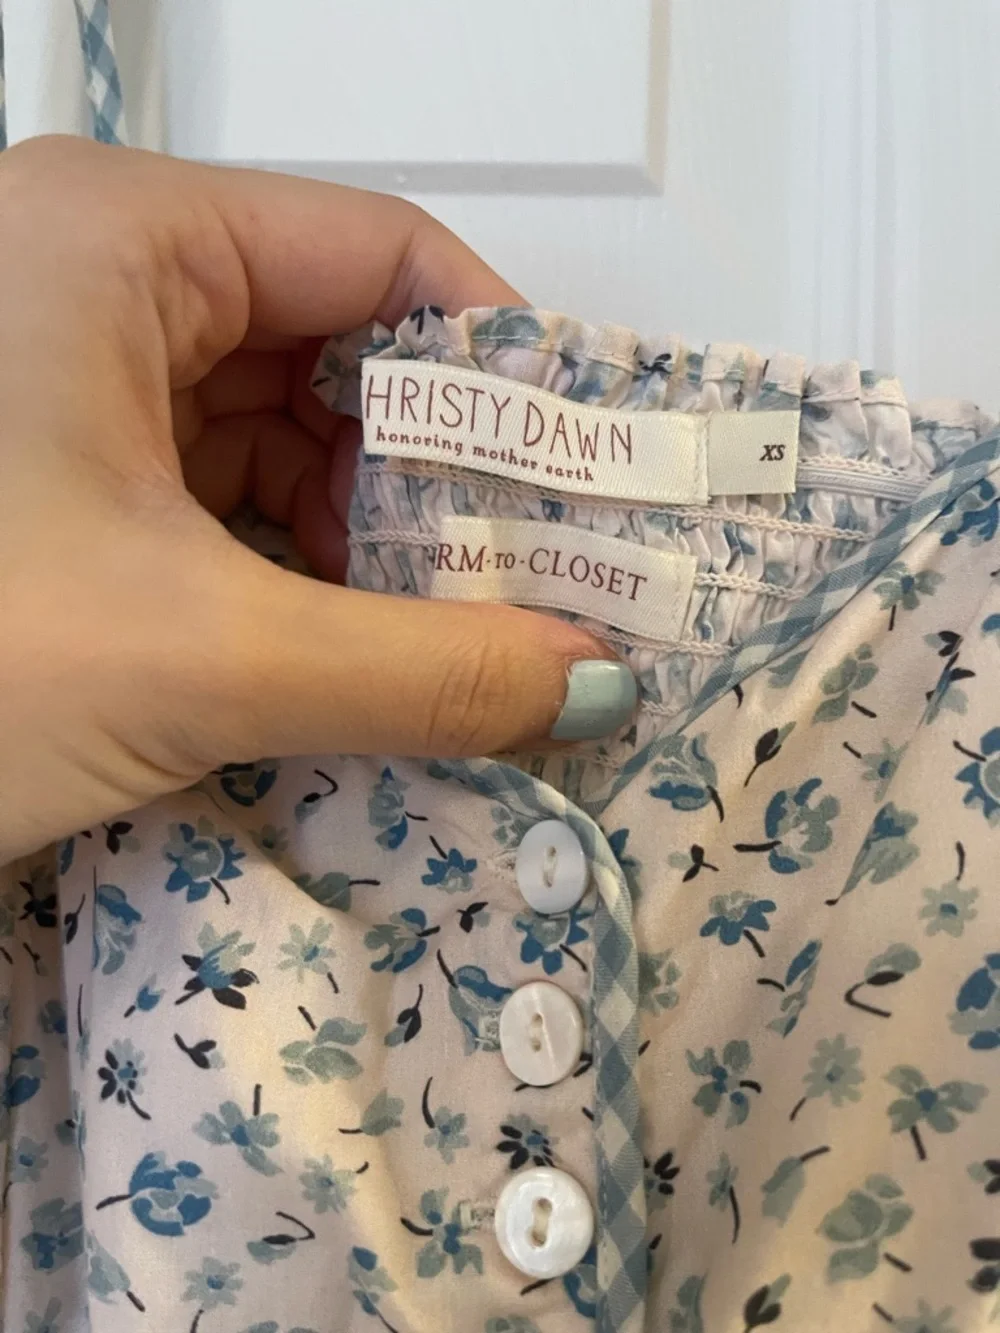 HRISTY DAWN
honoring mother earth
XS
RM-TO-CLOSET